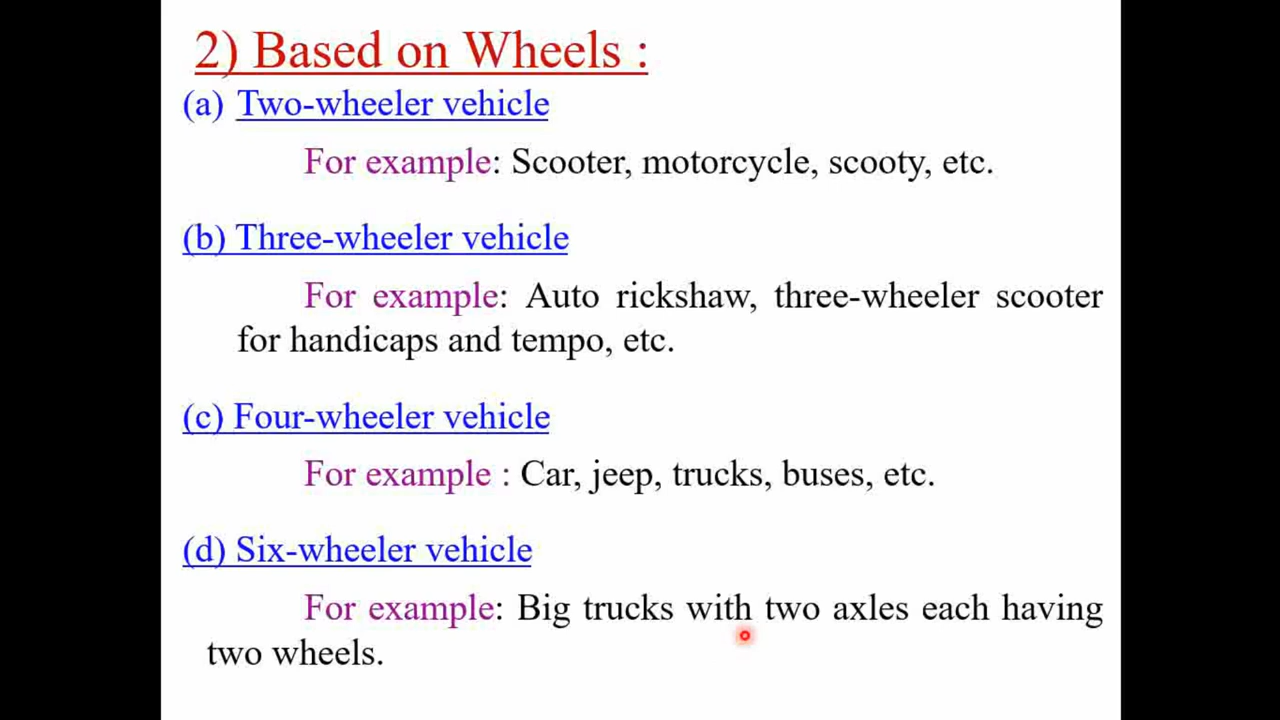 2) Based on Wheels :
(a) Two-wheeler vehicle
For example: Scooter, motorcycle, scooty, etc.
(b) Three-wheeler vehicle
For example: Auto rickshaw, three-wheeler scooter
for handicaps and tempo, etc.
(c) Four-wheeler vehicle
For example : Car, jeep, trucks, buses, etc.
(d) Six-wheeler vehicle
For example: Big trucks with two axles each having
two wheels.